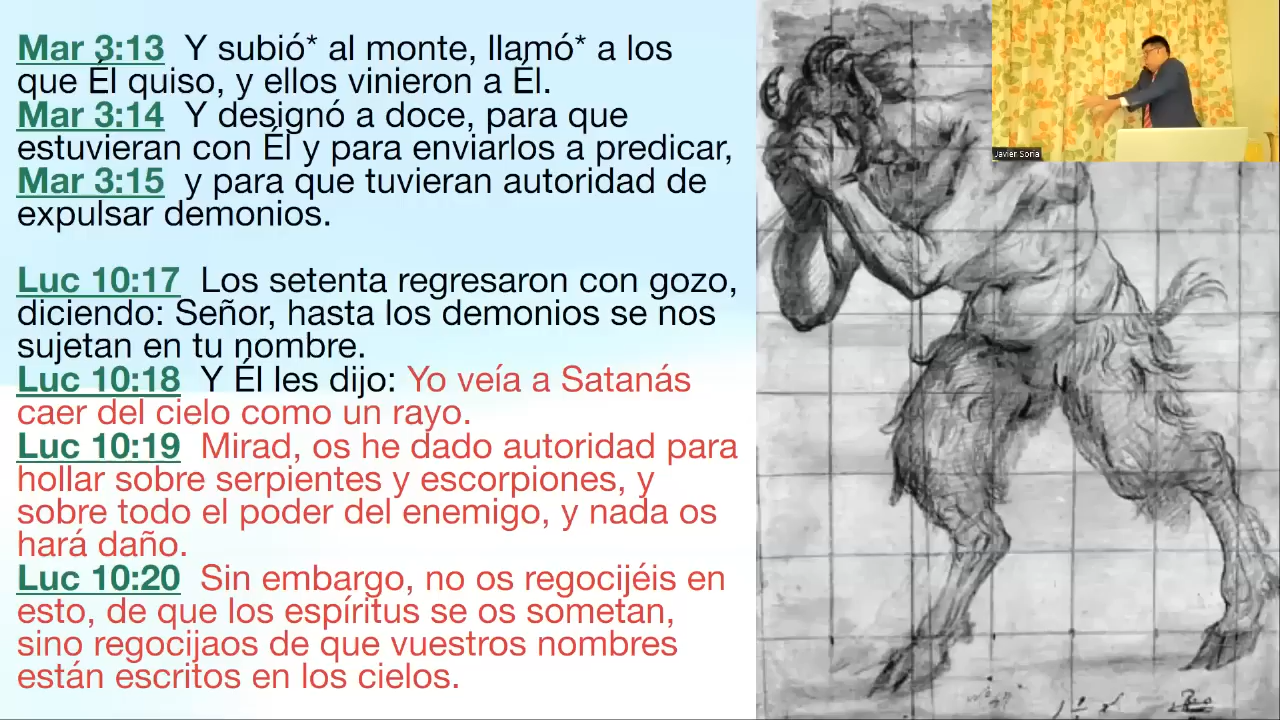 Mar 3:13 Y subió* al monte, llamó* a los
que Él quiso, y ellos vinieron a Él.
Mar 3:14 Y designó a doce, para que
estuvieran con Él y para enviarlos a predicar,
Mar 3:15 y para que tuvieran autoridad de
expulsar demonios.
Luc 10:17 Los setenta regresaron con gozo,
diciendo: Señor, hasta los demonios se nos
sujetan en tu nombre.
Luc 10:18 Y Él les dijo: Yo veía a Satanás
caer del cielo como un rayo.
Luc 10:19 Mirad, os he dado autoridad para
hollar sobre serpientes y escorpiones, y
sobre todo el poder del enemigo, y nada os
hará daño.
Luc 10:20 Sin embargo, no os regocijéis en
esto, de que los espíritus se os sometan,
sino regocijaos de que vuestros nombres
están escritos en los cielos.
Javier Soria